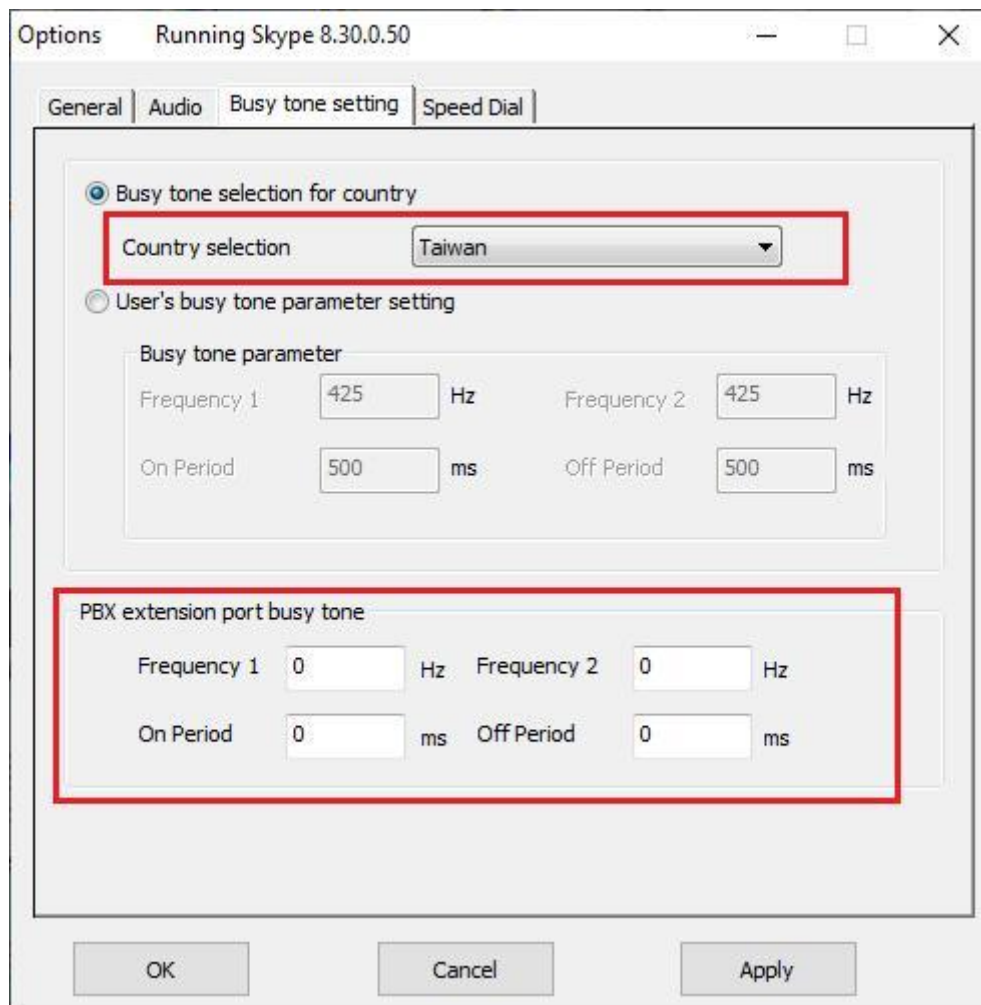 Options Running Skype 8.30.0.50
General Audio Busy tone setting Speed Dial
Busy tone selection for country
Country selection Taiwan
User's busy tone parameter setting
Busy tone parameter
Frequency 1 425 Hz Frequency 2 425 Hz
On Period 500 ms Off Period 500 ms
PBX extension port busy tone
Frequency 1 0 Hz Frequency 2 0 Hz
On Period 0 ms Off Period 0 ms
OK Cancel Apply